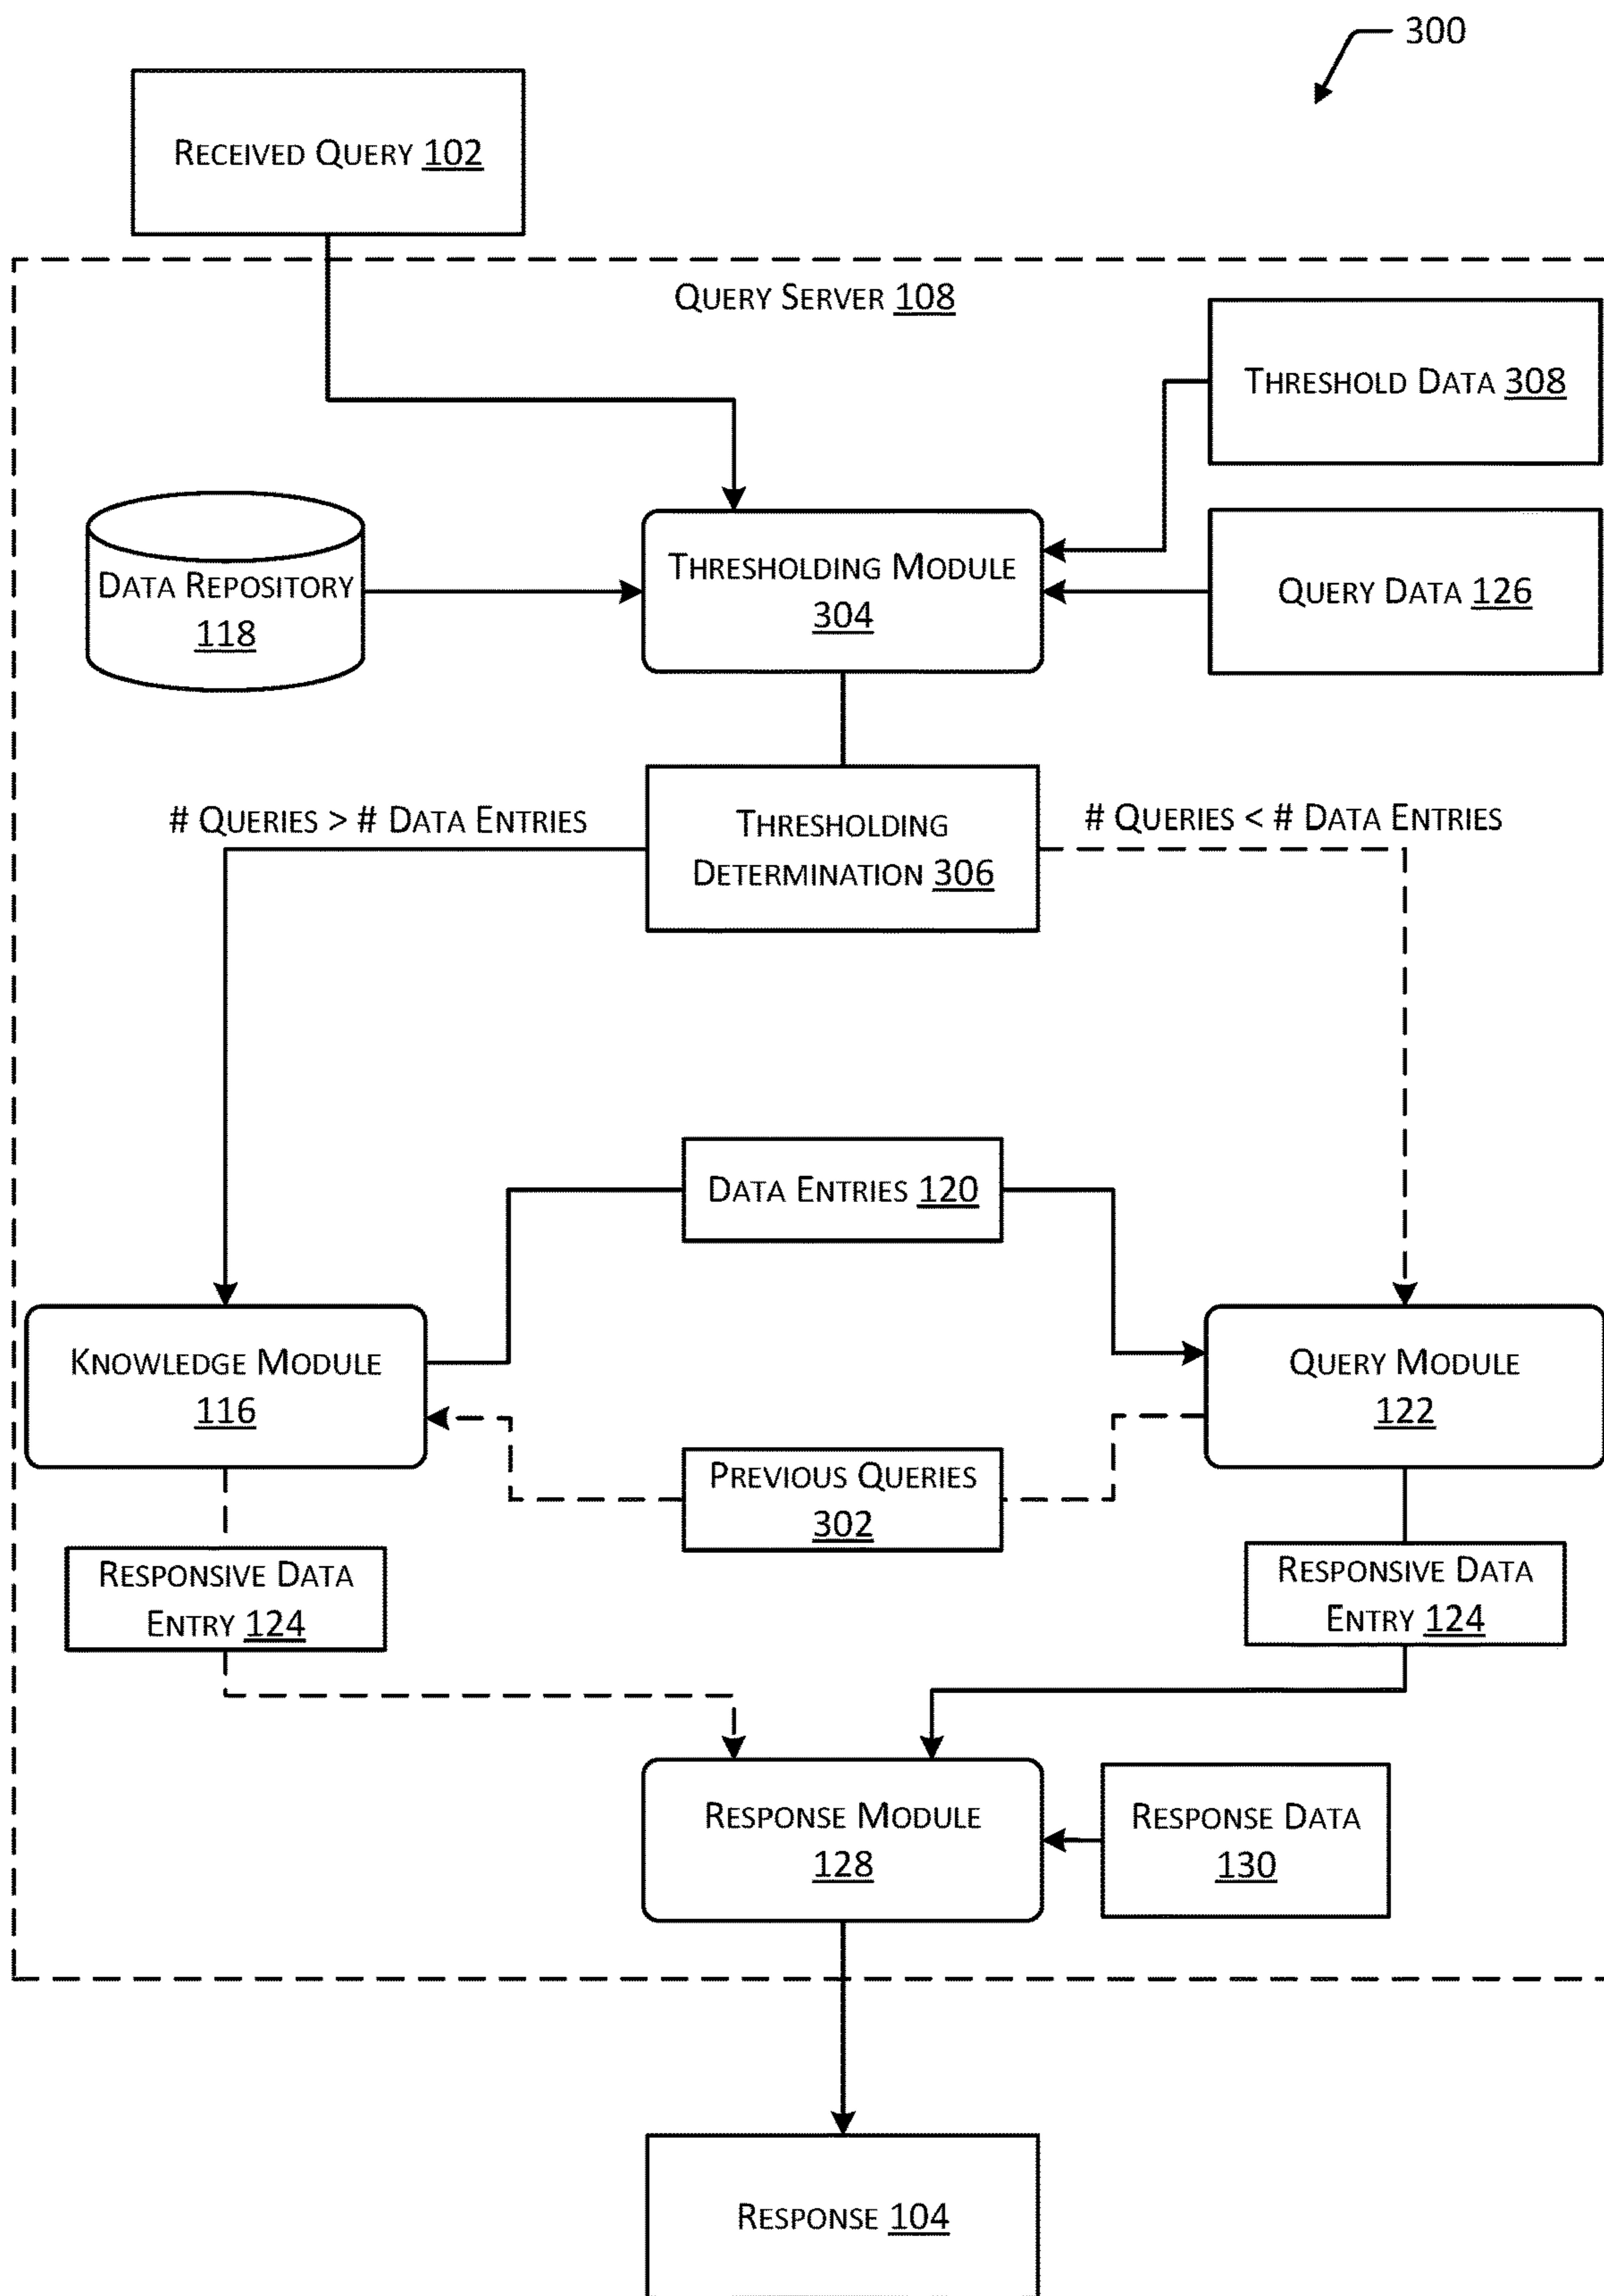 300
Received Query 102
Query Server 108
Threshold Data 308
Data Repository
118
Thresholding Module
304
Query Data 126
# Queries > # Data Entries
Thresholding
Determination 306
# Queries < # Data Entries
Data Entries 120
Knowledge Module
116
Query Module
122
Previous Queries
302
Responsive Data
Entry 124
Responsive Data
Entry 124
Response Module
128
Response Data
130
Response 104